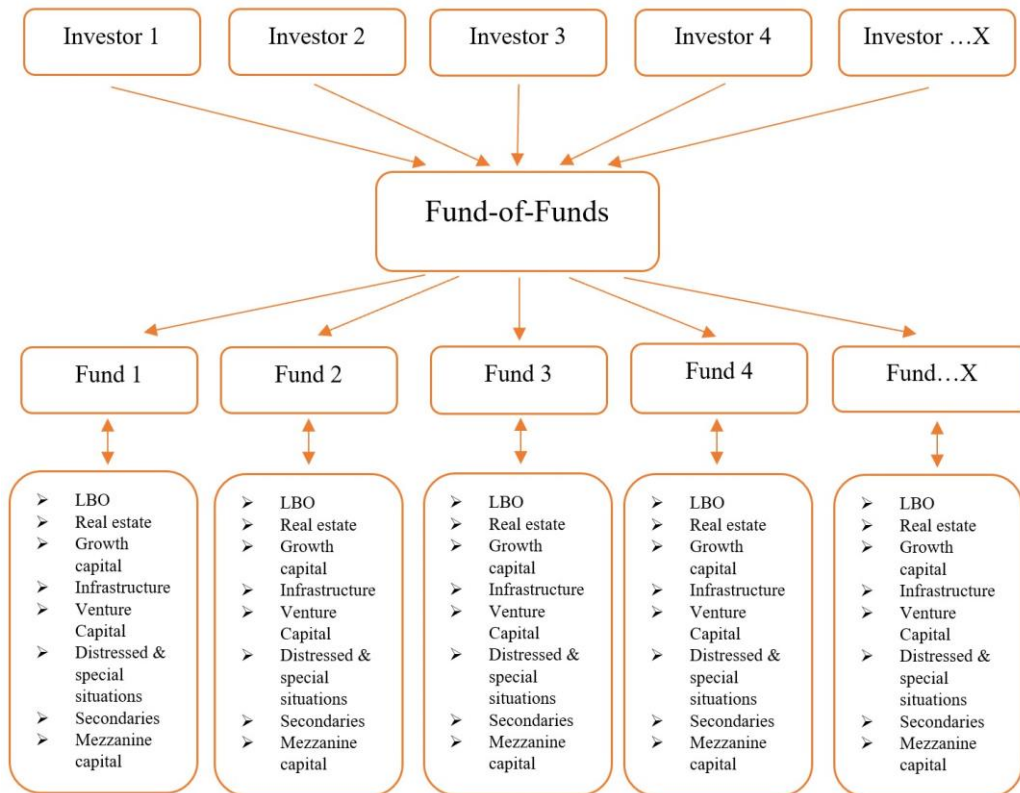 Investor 1
Investor 2
Investor 3
Investor 4
Investor …X
Fund-of-Funds
Fund 1
Fund 2
Fund 3
Fund 4
Fund…X
➢ LBO
➢ Real estate
➢ Growth
capital
➢ Infrastructure
➢ Venture
Capital
➢ Distressed &
special
situations
➢ Secondaries
➢ Mezzanine
capital
➢ LBO
➢ Real estate
➢ Growth
capital
➢ Infrastructure
➢ Venture
Capital
➢ Distressed &
special
situations
➢ Secondaries
➢ Mezzanine
capital
➢ LBO
➢ Real estate
➢ Growth
capital
➢ Infrastructure
➢ Venture
Capital
➢ Distressed &
special
situations
➢ Secondaries
➢ Mezzanine
capital
➢ LBO
➢ Real estate
➢ Growth
capital
➢ Infrastructure
➢ Venture
Capital
➢ Distressed &
special
situations
➢ Secondaries
➢ Mezzanine
capital
➢ LBO
➢ Real estate
➢ Growth
capital
➢ Infrastructure
➢ Venture
Capital
➢ Distressed &
special
situations
➢ Secondaries
➢ Mezzanine
capital